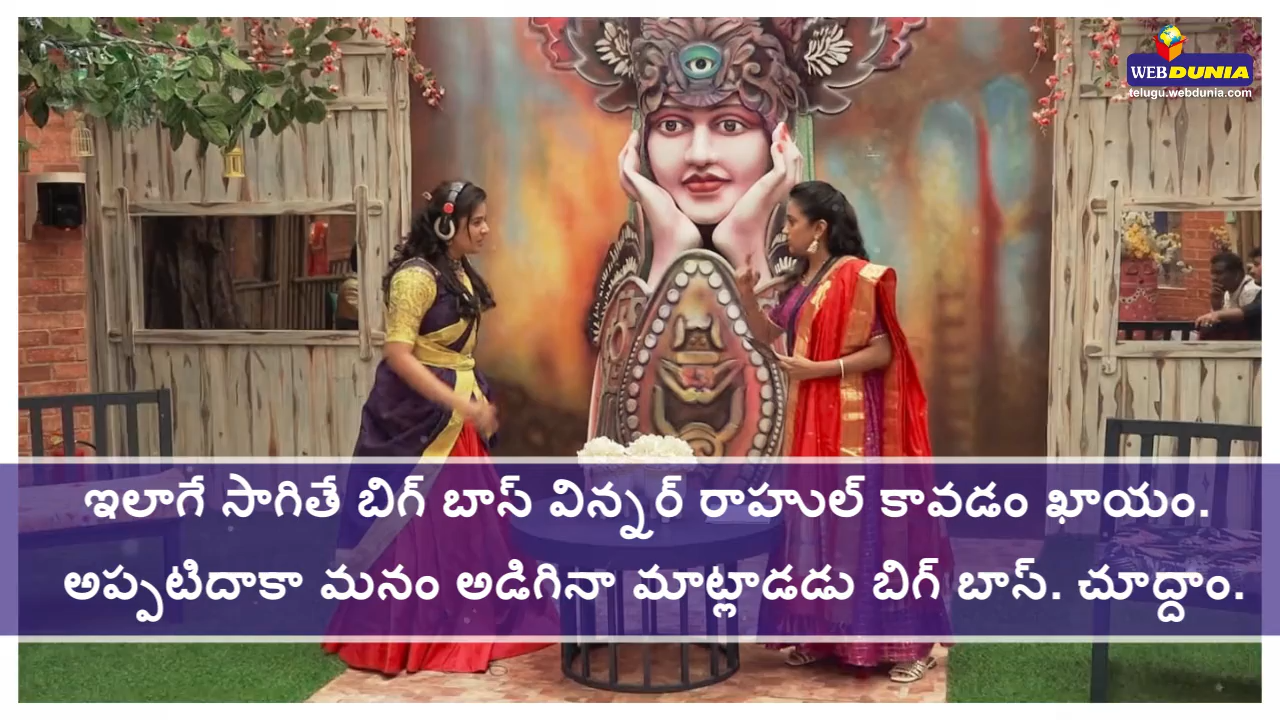 WEBDUNIA
telugu.webdunia.com
ఇలాగే సాగితే బిగ్ బాస్ విన్నర్ రాహుల్ కావడం ఖాయం.
అప్పటిదాకా మనం అడిగినా మాట్లాడడు బిగ్ బాస్. చూద్దాం.